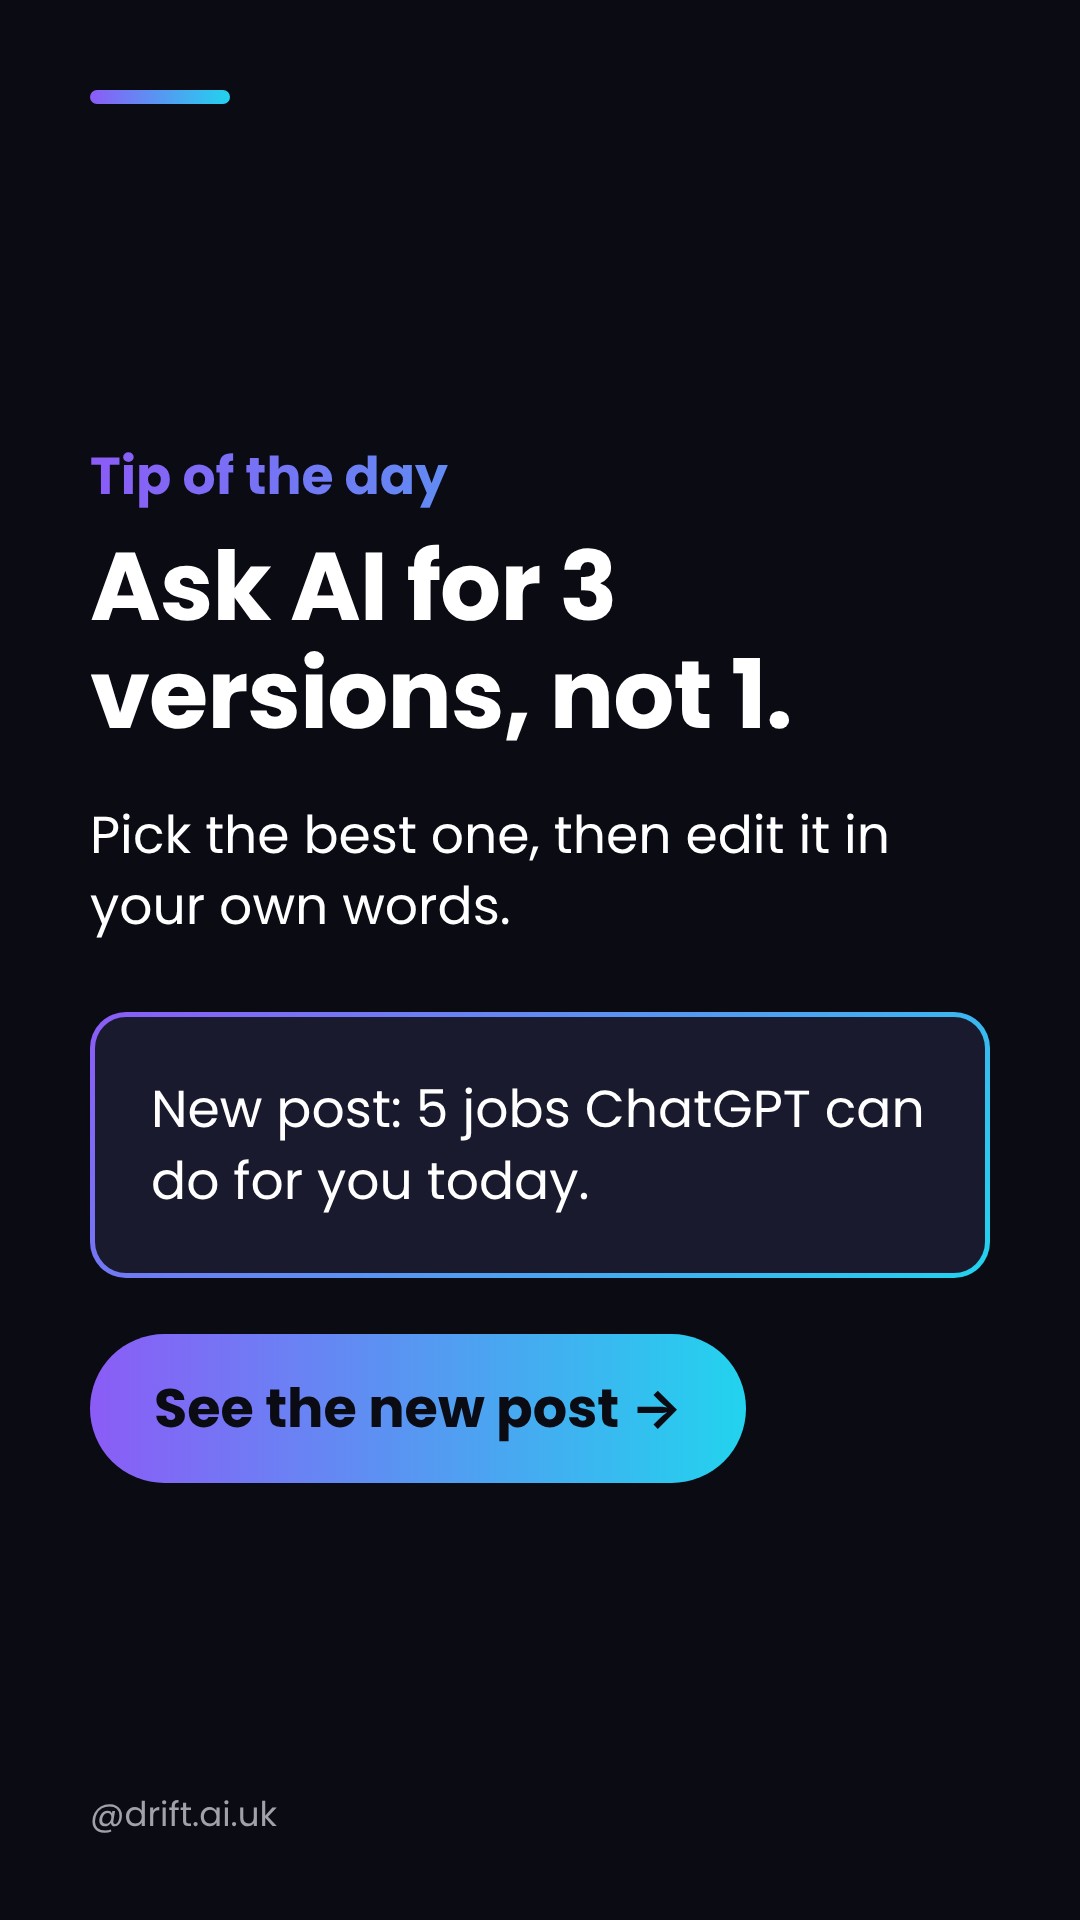 Tip of the day
Ask AI for 3
versions, not 1.
Pick the best one, then edit it in
your own words.
New post: 5 jobs ChatGPT can
do for you today.
See the new post →
@drift.ai.uk